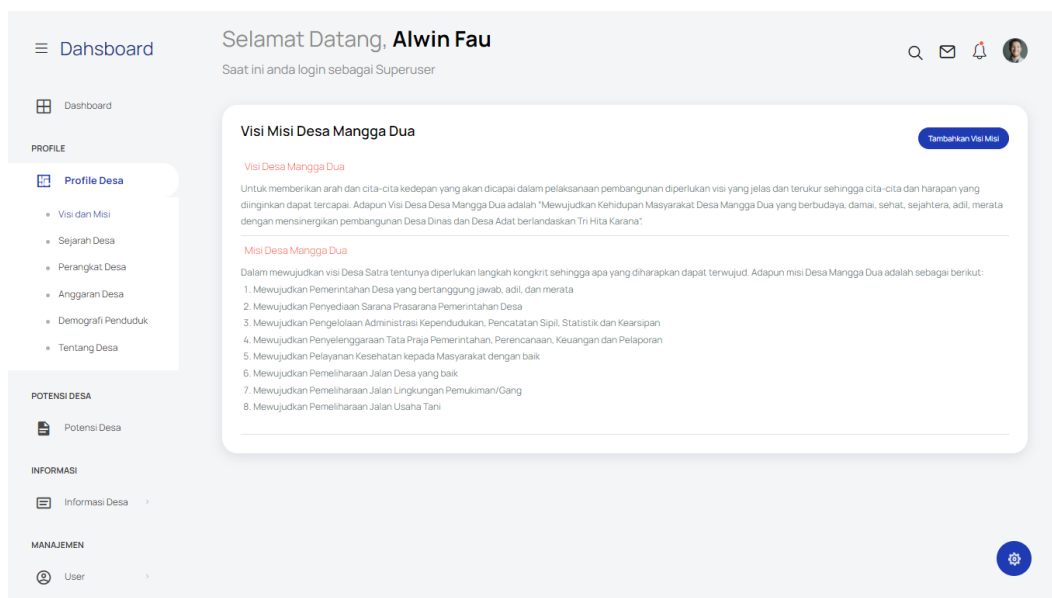 Dahsboard
Selamat Datang, Alwin Fau
Saat ini anda login sebagai Superuser
Dashboard
PROFILE
Profile Desa
Visi dan Misi
Sejarah Desa
Perangkat Desa
Anggaran Desa
Demografi Penduduk
Tentang Desa
POTENSI DESA
Potensi Desa
INFORMASI
Informasi Desa
MANAJEMEN
User
Visi Misi Desa Mangga Dua
Tambahkan Visi Misi
Visi Desa Mangga Dua
Untuk memberikan arah dan cita-cita kedepan yang akan dicapai dalam pelaksanaan pembangunan diperlukan visi yang jelas dan terukur sehingga cita-cita dan harapan yang
diinginkan dapat tercapai. Adapun Visi Desa Desa Mangga Dua adalah "Mewujudkan Kehidupan Masyarakat Desa Mangga Dua yang berbudaya, damai, sehat, sejahtera, adil, merata
dengan mensinergikan pembangunan Desa Dinas dan Desa Adat berlandaskan Tri Hita Karana".
Misi Desa Mangga Dua
Dalam mewujudkan visi Desa Satra tentunya diperlukan langkah kongkrit sehingga apa yang diharapkan dapat terwujud. Adapun misi Desa Mangga Dua adalah sebagai berikut:
1. Mewujudkan Pemerintahan Desa yang bertanggung jawab, adil, dan merata
2. Mewujudkan Penyediaan Sarana Prasarana Pemerintahan Desa
3. Mewujudkan Pengelolaan Administrasi Kependudukan, Pencatatan Sipil, Statistik dan Kearsipan
4. Mewujudkan Penyelenggaraan Tata Praja Pemerintahan, Perencanaan, Keuangan dan Pelaporan
5. Mewujudkan Pelayanan Kesehatan kepada Masyarakat dengan baik
6. Mewujudkan Pemeliharaan Jalan Desa yang baik
7. Mewujudkan Pemeliharaan Jalan Lingkungan Pemukiman/Gang
8. Mewujudkan Pemeliharaan Jalan Usaha Tani